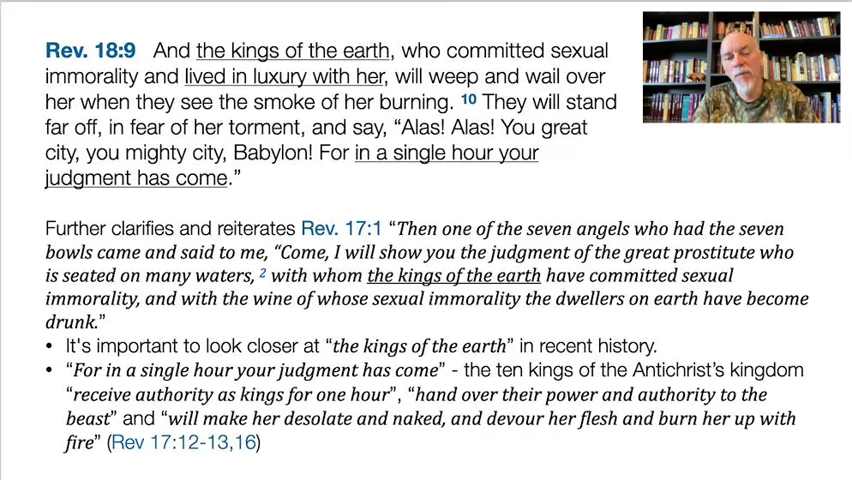 Rev. 18:9 And the kings of the earth, who committed sexual
immorality and lived in luxury with her, will weep and wail over
her when they see the smoke of her burning. 10 They will stand
far off, in fear of her torment, and say, “Alas! Alas! You great
city, you mighty city, Babylon! For in a single hour your
judgment has come.”
Further clarifies and reiterates Rev. 17:1 “Then one of the seven angels who had the seven
bowls came and said to me, “Come, I will show you the judgment of the great prostitute who
is seated on many waters, 2 with whom the kings of the earth have committed sexual
immorality, and with the wine of whose sexual immorality the dwellers on earth have become
drunk.”
• It's important to look closer at “the kings of the earth” in recent history.
• “For in a single hour your judgment has come” - the ten kings of the Antichrist’s kingdom
“receive authority as kings for one hour”, “hand over their power and authority to the
beast” and “will make her desolate and naked, and devour her flesh and burn her up with
fire” (Rev 17:12-13,16)